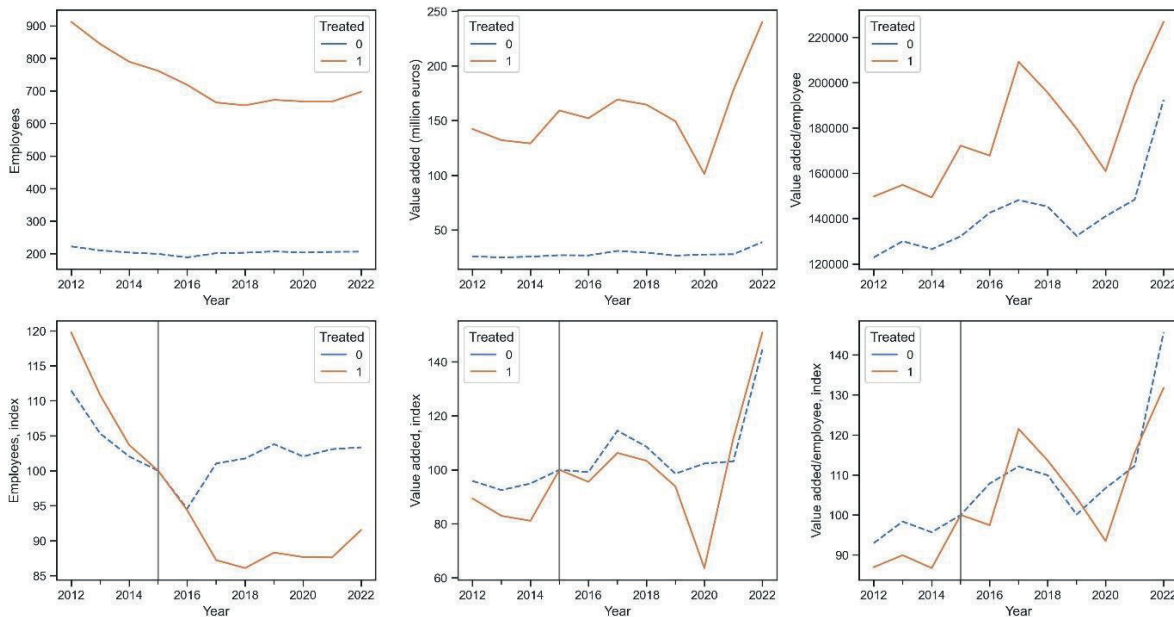 Employees
900
800
700
600
500
400
300
200
Treated
0
1
2012 2014 2016 2018 2020 2022
Year
Value added (million euros)
250
200
150
100
50
Treated
0
1
2012 2014 2016 2018 2020 2022
Year
Value added/employee
220000
200000
180000
160000
140000
120000
Treated
0
1
2012 2014 2016 2018 2020 2022
Year
Employees, index
120
115
110
105
100
95
90
85
Treated
0
1
2012 2014 2016 2018 2020 2022
Year
Value added, index
140
120
100
80
60
Treated
0
1
2012 2014 2016 2018 2020 2022
Year
Value added/employee, index
140
130
120
110
100
90
Treated
0
1
2012 2014 2016 2018 2020 2022
Year